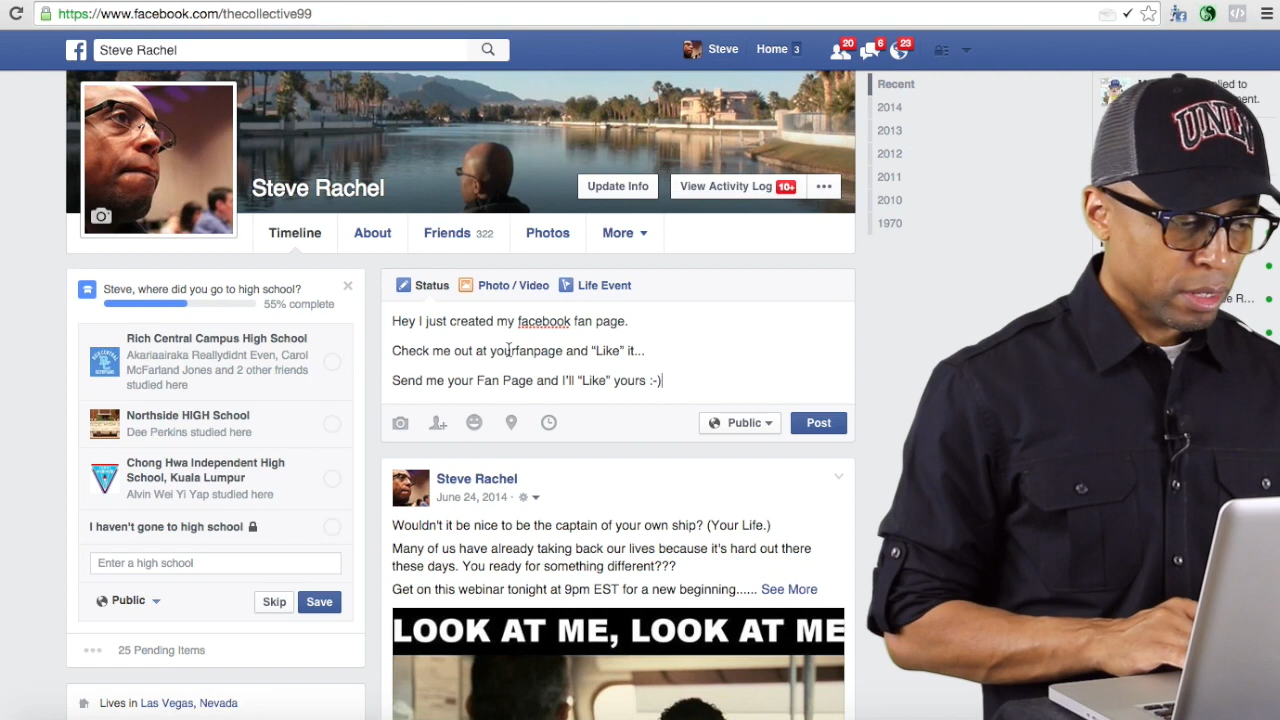 https://www.facebook.com/thecollective99
Steve Rachel
Steve
Home 3
20
6
23
Steve Rachel
Update Info
View Activity Log 10+
Timeline
About
Friends 322
Photos
More
Recent
2014
2013
2012
2011
2010
1970
Steve, where did you go to high school?
55% complete
Rich Central Campus High School
Akariaairaka Reallydidnt Even, Carol
McFarland Jones and 2 other friends
studied here
Northside HIGH School
Dee Perkins studied here
Chong Hwa Independent High
School, Kuala Lumpur
Alvin Wei Yi Yap studied here
I haven't gone to high school
Enter a high school
Public
Skip
Save
25 Pending Items
Lives in Las Vegas, Nevada
Status
Photo / Video
Life Event
Hey I just created my facebook fan page.
Check me out at yourfanpage and “Like” it...
Send me your Fan Page and I'll “Like” yours :-)
Public
Post
Steve Rachel
June 24, 2014
Wouldn't it be nice to be the captain of your own ship? (Your Life.)
Many of us have already taking back our lives because it's hard out there
these days. You ready for something different???
Get on this webinar tonight at 9pm EST for a new beginning...... See More
LOOK AT ME, LOOK AT ME
UNLV